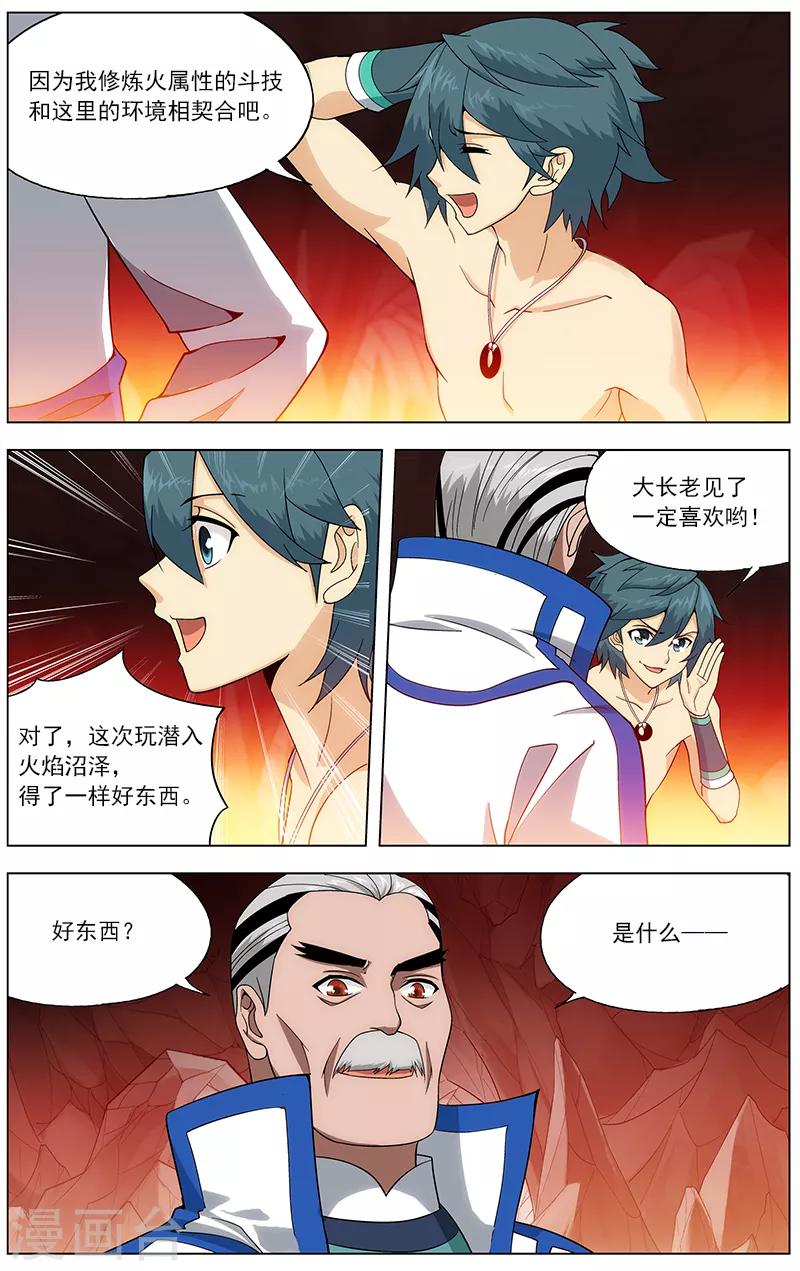 因为我修炼火属性的斗技
和这里的环境相契合吧。
对了，这次玩潜入
火焰沼泽，
得了一样好东西。
大长老见了
一定喜欢哟！
好东西？
是什么——
漫画台